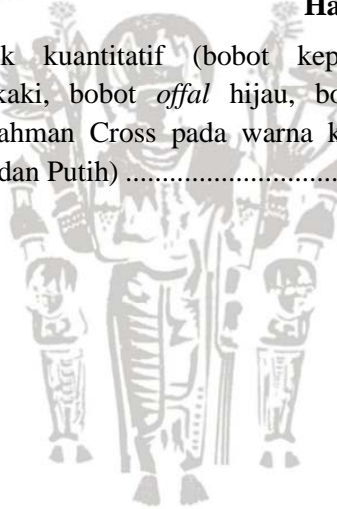 Ha
k kuantitatif (bobot kep
kaki, bobot offal hijau, bo
ahman Cross pada warna k
dan Putih) ................................